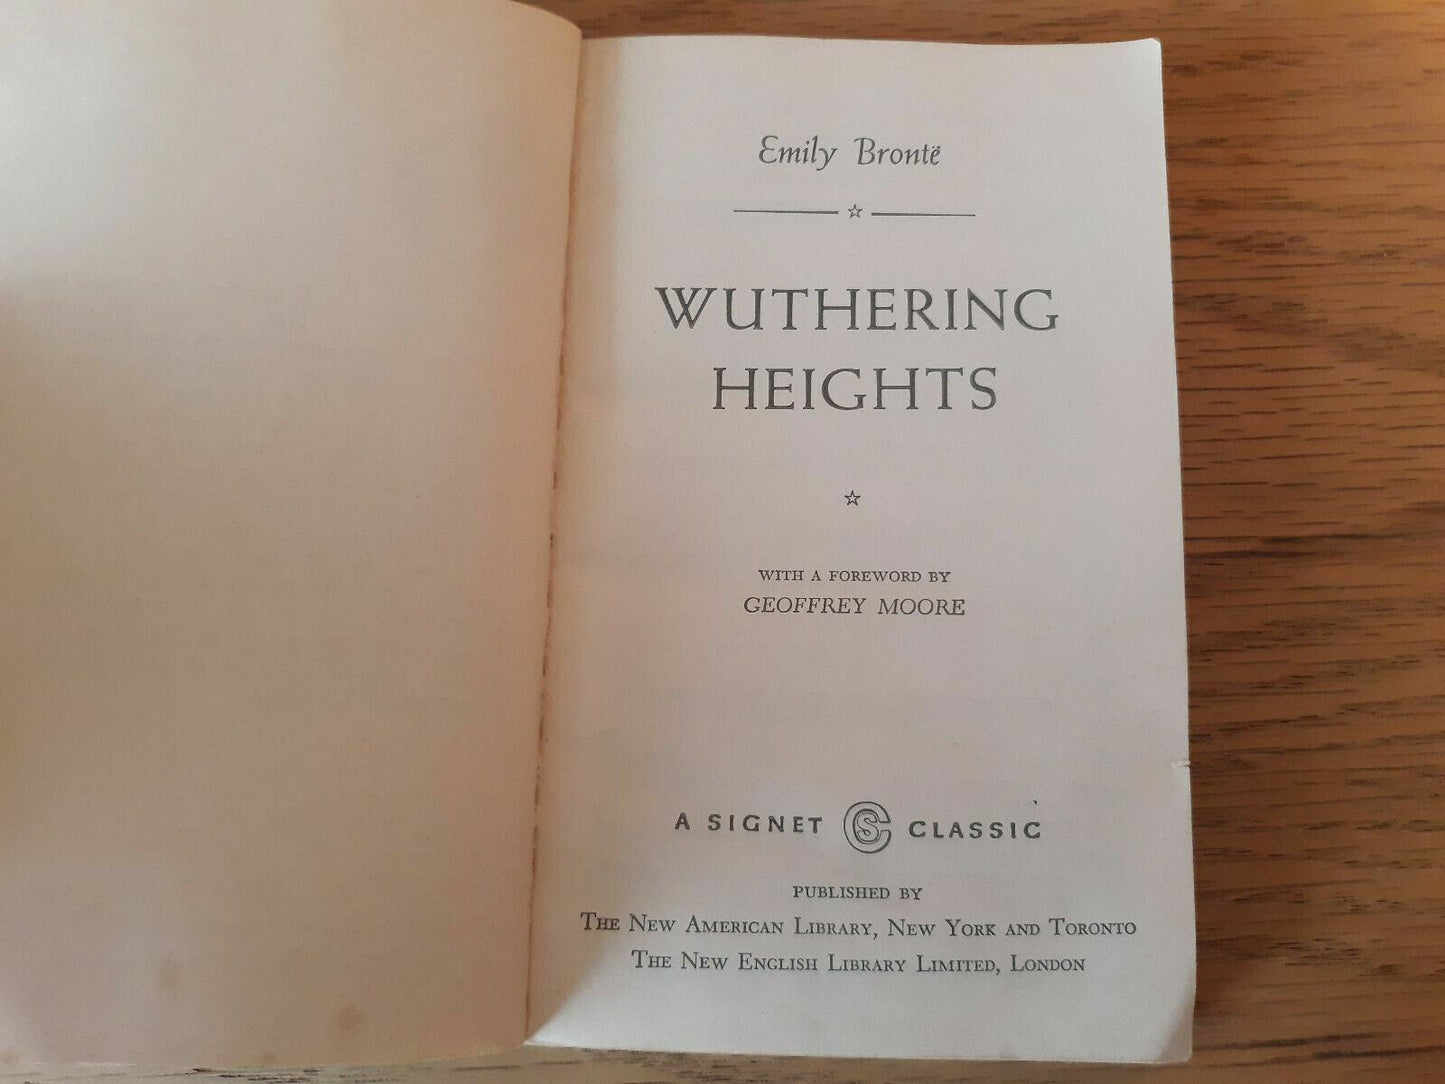 Emily Brontë
WUTHERING
HEIGHTS
WITH A FOREWORD BY
GEOFFREY MOORE
A SIGNET CS CLASSIC
PUBLISHED BY
THE NEW AMERICAN LIBRARY, NEW YORK AND TORONTO
THE NEW ENGLISH LIBRARY LIMITED, LONDON